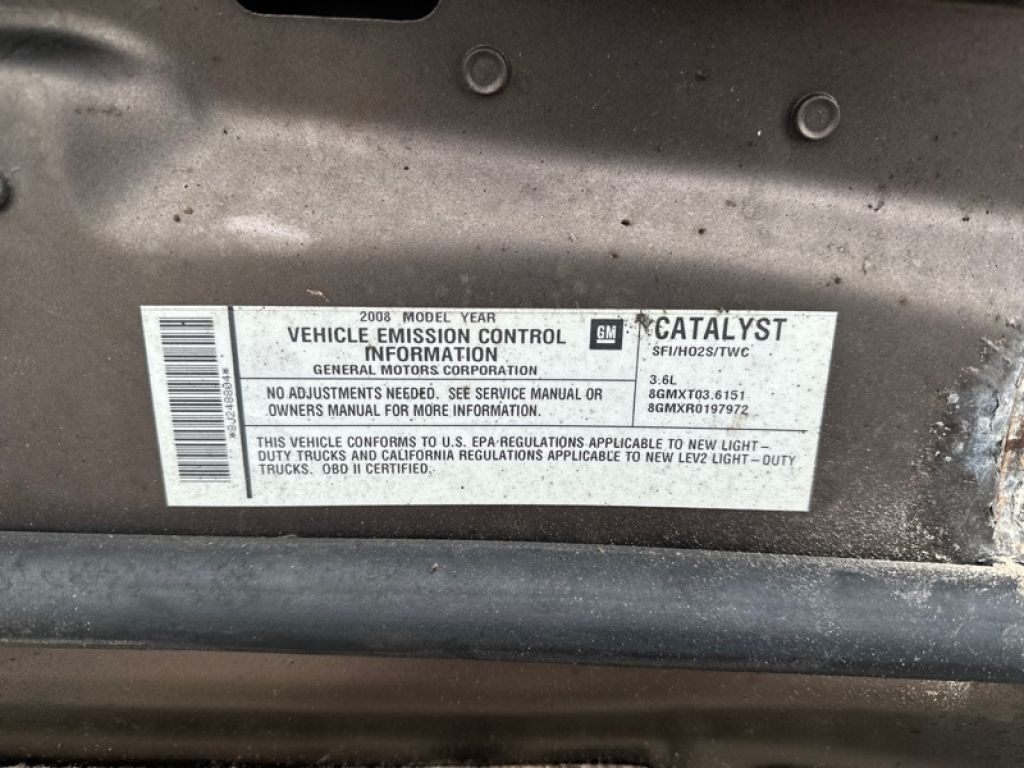 *8J248804*
2008 MODEL YEAR
VEHICLE EMISSION CONTROL
INFORMATION
GENERAL MOTORS CORPORATION
NO ADJUSTMENTS NEEDED. SEE SERVICE MANUAL OR
OWNERS MANUAL FOR MORE INFORMATION.
GM
CATALYST
SFI/HO2S/TWC
3.6L
8GMXT03.6151
8GMXR0197972
THIS VEHICLE CONFORMS TO U.S. EPA REGULATIONS APPLICABLE TO NEW LIGHT-
DUTY TRUCKS AND CALIFORNIA REGULATIONS APPLICABLE TO NEW LEV2 LIGHT-DUTY
TRUCKS. OBD II CERTIFIED.